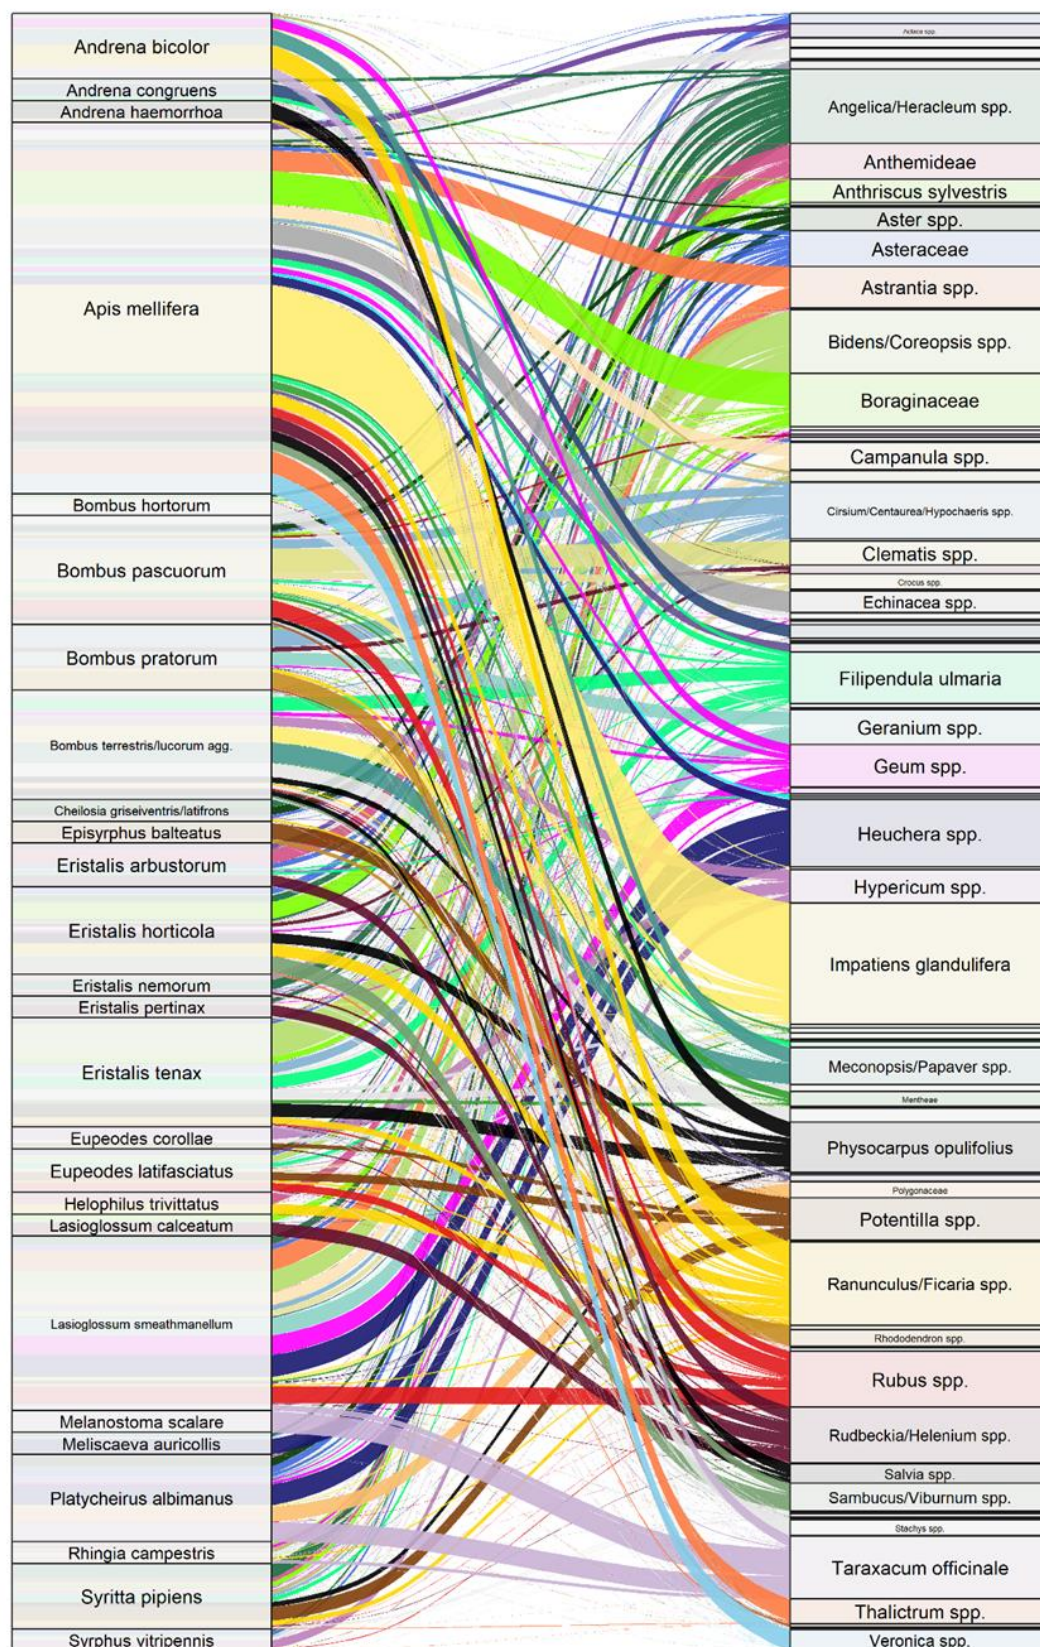 Andrena bicolor
Andrena congruens
Andrena haemorrhoa
Apis mellifera
Bombus hortorum
Bombus pascuorum
Bombus pratorum
Bombus terrestris/lucorum agg.
Cheilosia griseiventris/latifrons
Episyrphus balteatus
Eristalis arbustorum
Eristalis horticola
Eristalis nemorum
Eristalis pertinax
Eristalis tenax
Eupeodes corollae
Eupeodes latifasciatus
Helophilus trivittatus
Lasioglossum calceatum
Lasioglossum smeathmanellum
Melanostoma scalare
Meliscaeva auricollis
Platycheirus albimanus
Rhingia campestris
Syritta pipiens
Syrphus vitripennis
Actaea spp.
Angelica/Heracleum spp.
Anthemideae
Anthriscus sylvestris
Aster spp.
Asteraceae
Astrantia spp.
Bidens/Coreopsis spp.
Boraginaceae
Campanula spp.
Cirsium/Centaurea/Hypochaeris spp.
Clematis spp.
Crocus spp.
Echinacea spp.
Filipendula ulmaria
Geranium spp.
Geum spp.
Heuchera spp.
Hypericum spp.
Impatiens glandulifera
Meconopsis/Papaver spp.
Mentheae
Physocarpus opulifolius
Polygonaceae
Potentilla spp.
Ranunculus/Ficaria spp.
Rhododendron spp.
Rubus spp.
Rudbeckia/Helenium spp.
Salvia spp.
Sambucus/Viburnum spp.
Stachys spp.
Taraxacum officinale
Thalictrum spp.
Veronica spp.